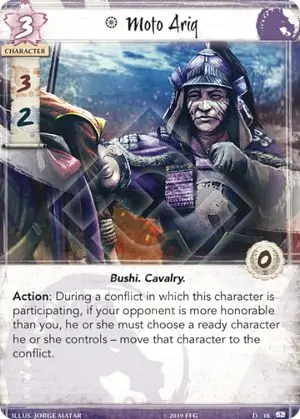 3
CHARACTER
Moto Ariq
3
2
0
Bushi. Cavalry.
Action: During a conflict in which this character is
participating, if your opponent is more honorable
than you, he or she must choose a ready character
he or she controls – move that character to the
conflict.
ILLUS. JORGE MATAR
© 2019 FFG
D 18